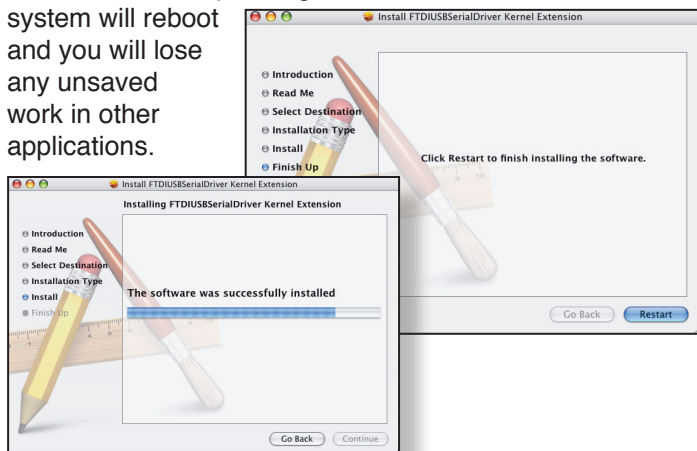 system will reboot
and you will lose
any unsaved
work in other
applications.
Install FTDIUSBSerialDriver Kernel Extension
Introduction
Read Me
Select Destination
Installation Type
Install
Finish Up
Click Restart to finish installing the software.
Go Back
Restart
Install FTDIUSBSerialDriver Kernel Extension
Installing FTDIUSBSerialDriver Kernel Extension
Introduction
Read Me
Select Destination
Installation Type
Install
Finish Up
The software was successfully installed
Go Back
Continue